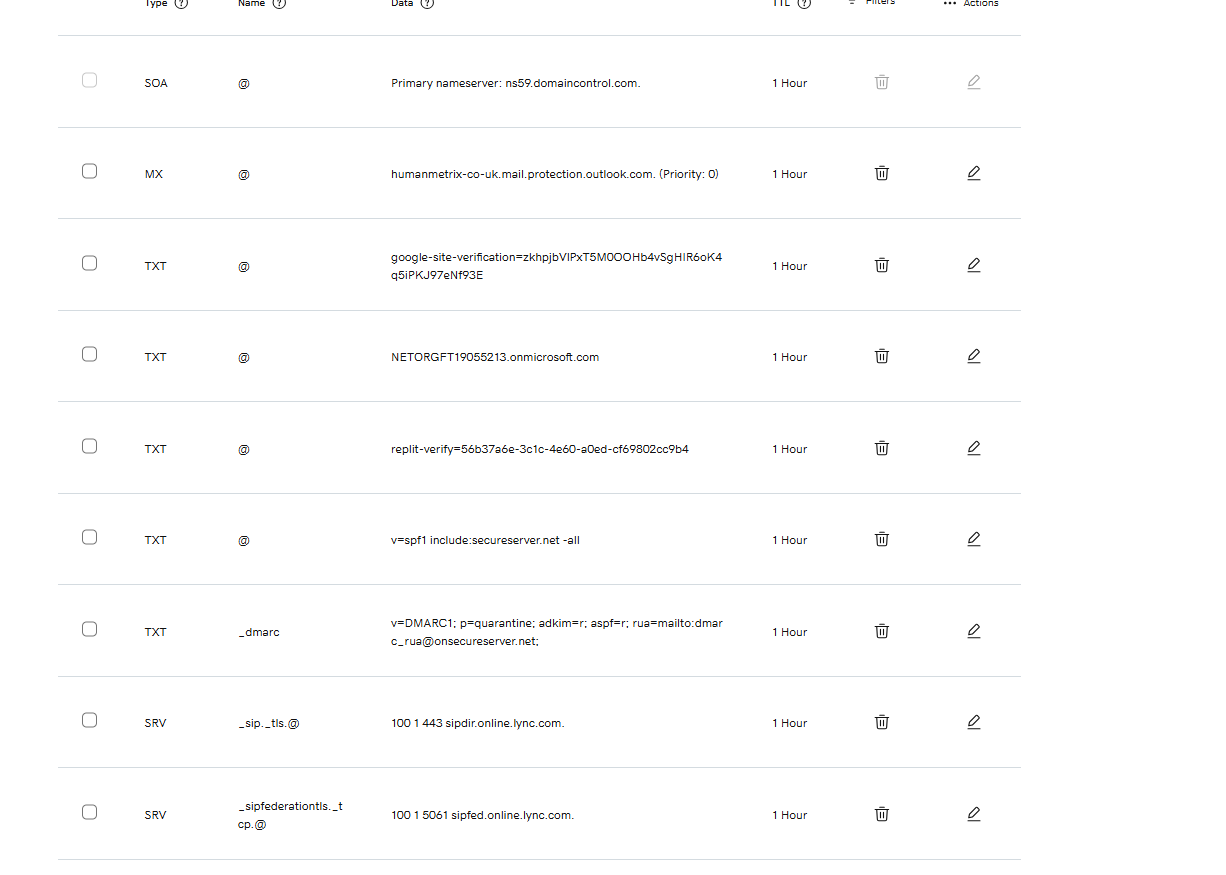 Type Name Data TTL Filters Actions
SOA @ Primary nameserver: ns59.domaincontrol.com. 1 Hour
MX @ humanmetrix-co-uk.mail.protection.outlook.com. (Priority: 0) 1 Hour
TXT @ google-site-verification=zkhpjbVIPxT5M0OOHb4vSgHIR6oK4 1 Hour
q5iPKJ97eNf93E
TXT @ NETORGFT19055213.onmicrosoft.com 1 Hour
TXT @ replit-verify=56b37a6e-3c1c-4e60-a0ed-cf69802cc9b4 1 Hour
TXT @ v=spf1 include:secureserver.net -all 1 Hour
TXT _dmarc v=DMARC1; p=quarantine; adkim=r; aspf=r; rua=mailto:dmar 1 Hour
c_rua@onsecureserver.net;
SRV _sip._tls.@ 100 1 443 sipdir.online.lync.com. 1 Hour
SRV _sipfederationtls._t 100 1 5061 sipfed.online.lync.com. 1 Hour
cp.@